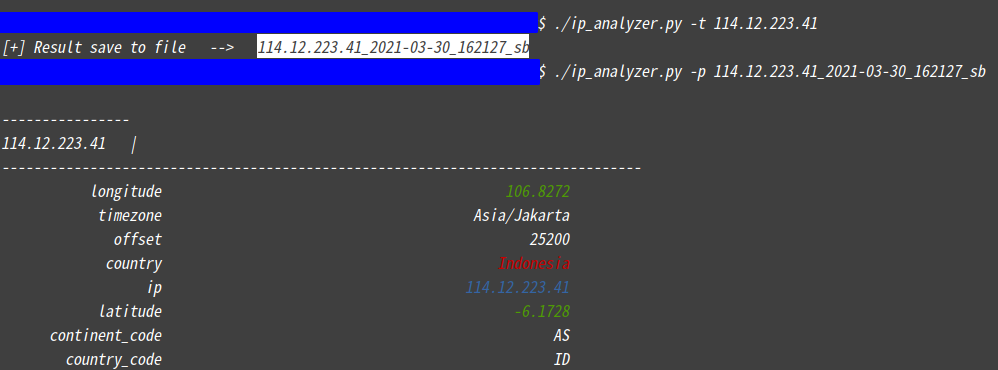 $ ./ip_analyzer.py -t 114.12.223.41
[+] Result save to file --> 114.12.223.41_2021-03-30_162127_sb
$ ./ip_analyzer.py -p 114.12.223.41_2021-03-30_162127_sb
----------------
114.12.223.41 |
--------------------------------------------------------------------------------
longitude 106.8272
timezone Asia/Jakarta
offset 25200
country Indonesia
ip 114.12.223.41
latitude -6.1728
continent_code AS
country_code ID